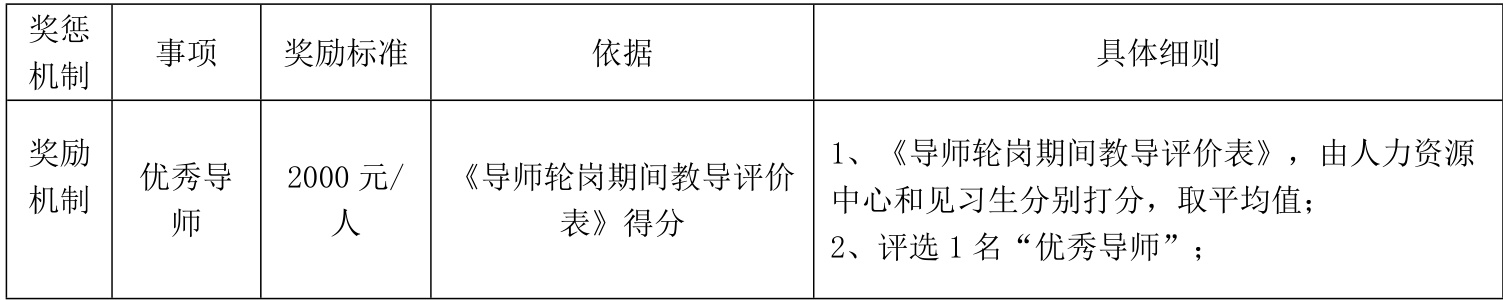 奖惩
机制
事项
奖励标准
依据
具体细则
奖励
机制
优秀导
师
2000 元/
人
《导师轮岗期间教导评价
表》得分
1、《导师轮岗期间教导评价表》，由人力资源
中心和见习生分别打分，取平均值；
2、评选 1 名“优秀导师”；